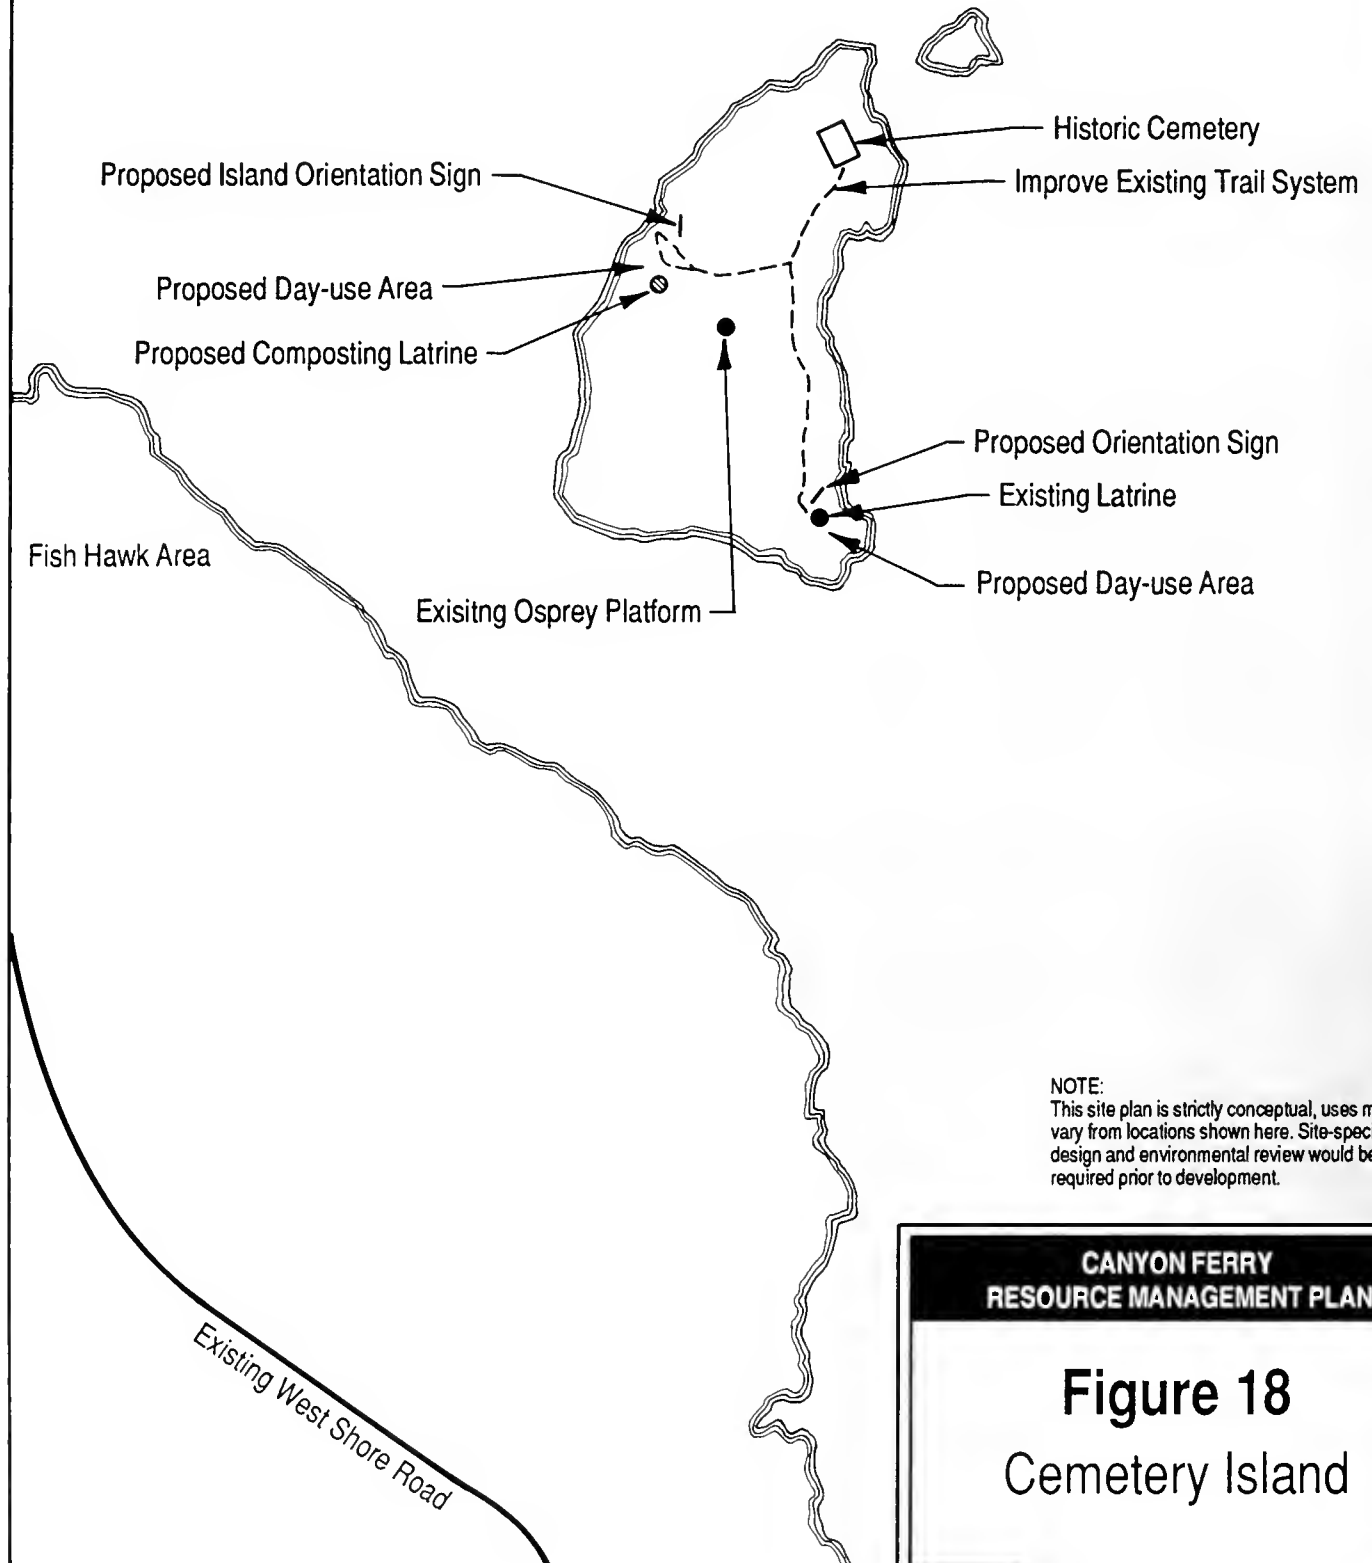 Historic Cemetery
Proposed Island Orientation Sign
Improve Existing Trail System
Proposed Day-use Area
Proposed Composting Latrine
Proposed Orientation Sign
Existing Latrine
Fish Hawk Area
Proposed Day-use Area
Exisitng Osprey Platform
NOTE:
This site plan is strictly conceptual, uses
vary from locations shown here.
design and environmental review would
required prior to development.
CANYON FERRY
RESOURCE MANAGEMENT PLAN
Existing West Shore Road
Figure 18
Cemetery Island